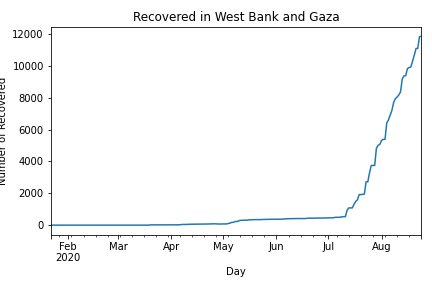 Recovered in West Bank and Gaza
12000
10000
8000
6000
4000
2000
0
Number of Recovered
Feb
2020
Mar
Apr
May
Jun
Jul
Aug
Day